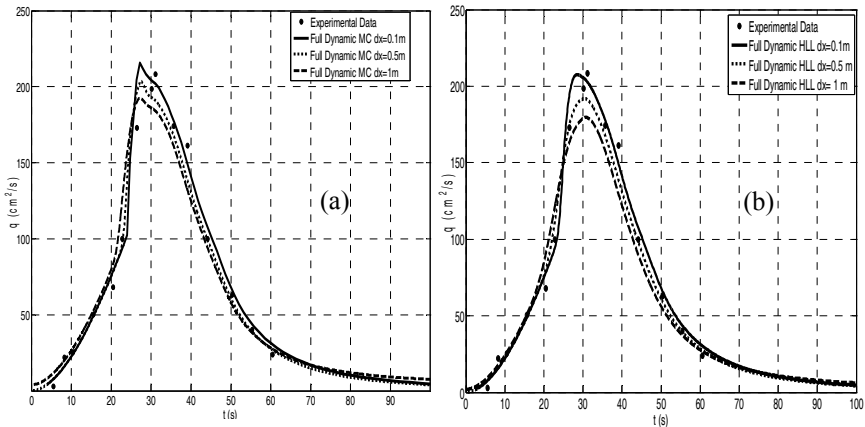 Experimental Data
Full Dynamic MC dx=0.1m
Full Dynamic MC dx=0.5m
Full Dynamic MC dx=1m
(a)
250
200
150
100
50
0
q (cm²/s)
0 10 20 30 40 50 60 70 80 90
t (s)
Experimental Data
Full Dynamic HLL dx=0.1m
Full Dynamic HLL dx=0.5 m
Full Dynamic HLL dx= 1 m
(b)
250
200
150
100
50
0
q (cm²/s)
0 10 20 30 40 50 60 70 80 90 100
t (s)